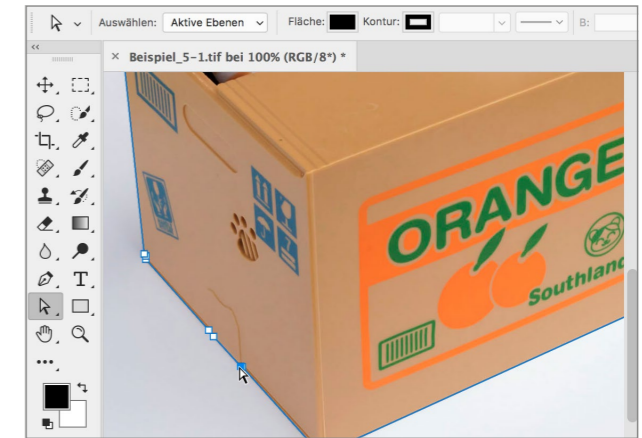 Auswählen: Aktive Ebenen Fläche: Kontur: B:
<<
× Beispiel_5-1.tif bei 100% (RGB/8*) *
T
ORANGE
Southland